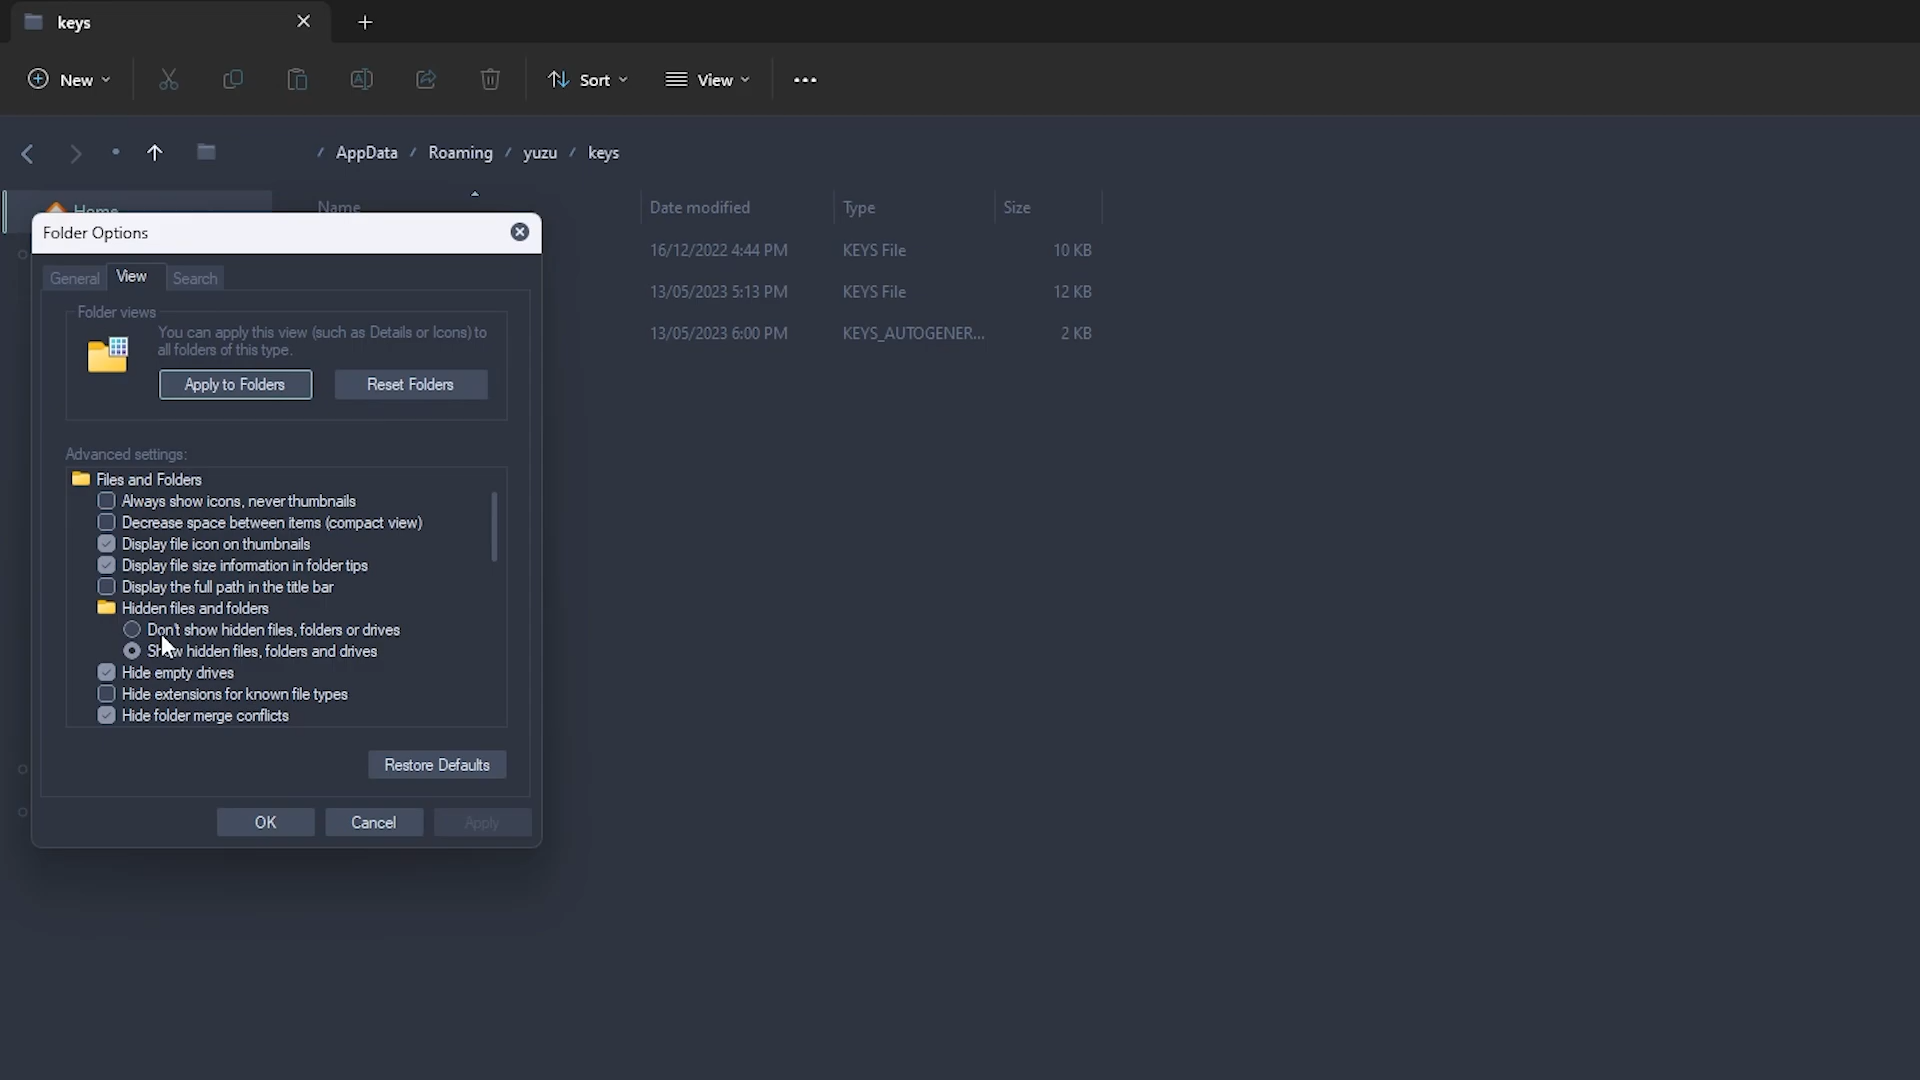 keys
New
Sort
View
/ AppData / Roaming / yuzu / keys
Home
Name
Date modified
Type
Size
16/12/2022 4:44 PM KEYS File 10 KB
13/05/2023 5:13 PM KEYS File 12 KB
13/05/2023 6:00 PM KEYS_AUTOGENER... 2 KB
Folder Options
General View Search
Folder views
You can apply this view (such as Details or Icons) to
all folders of this type.
Apply to Folders Reset Folders
Advanced settings:
Files and Folders
Always show icons, never thumbnails
Decrease space between items (compact view)
Display file icon on thumbnails
Display file size information in folder tips
Display the full path in the title bar
Hidden files and folders
Don't show hidden files, folders or drives
Show hidden files, folders and drives
Hide empty drives
Hide extensions for known file types
Hide folder merge conflicts
Restore Defaults
OK Cancel Apply